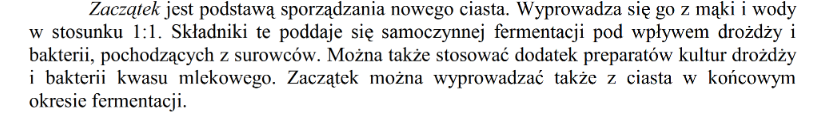 Zaczątek jest podstawą sporządzania nowego ciasta. Wyprowadza się go z mąki i wody
w stosunku 1:1. Składniki te poddaje się samoczynnej fermentacji pod wpływem drożdży i
bakterii, pochodzących z surowców. Można także stosować dodatek preparatów kultur drożdży
i bakterii kwasu mlekowego. Zaczątek można wyprowadzać także z ciasta w końcowym
okresie fermentacji.